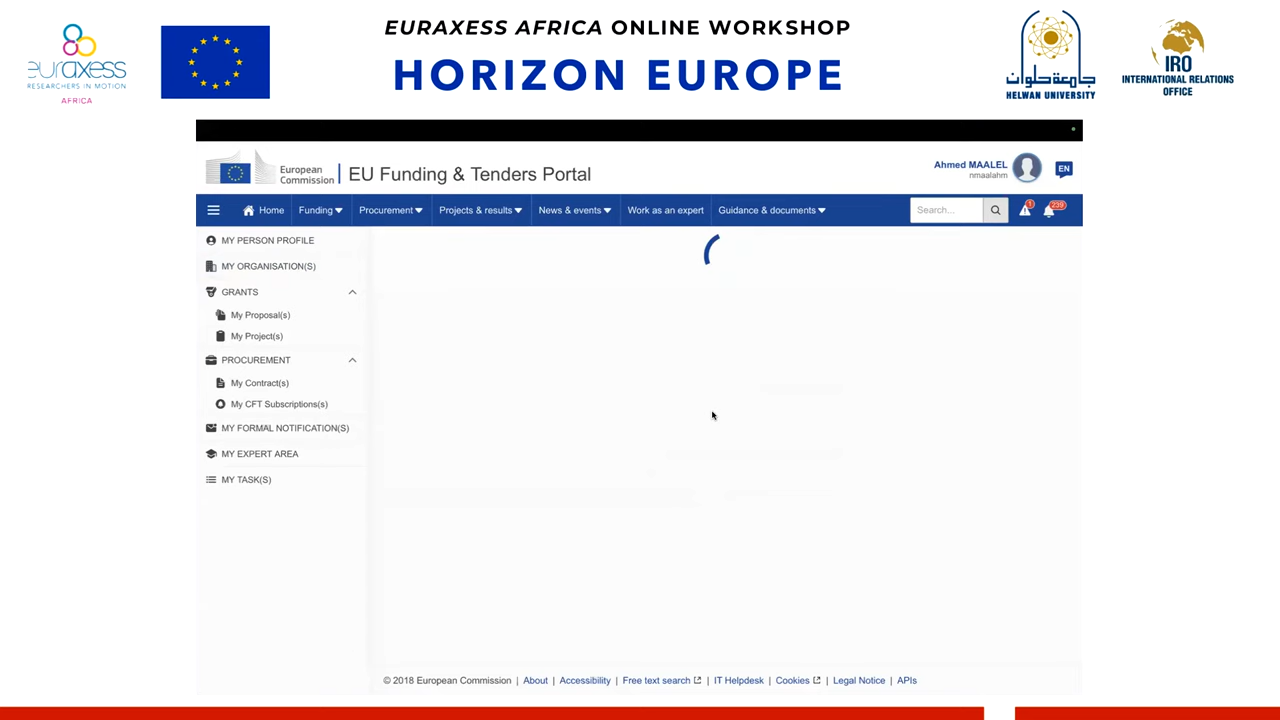 EURAXESS AFRICA ONLINE WORKSHOP
HORIZON EUROPE
euraxess
RESEARCHERS IN MOTION
AFRICA
جامعة حلوان
HELWAN UNIVERSITY
IRO
INTERNATIONAL RELATIONS
OFFICE
European
Commission
EU Funding & Tenders Portal
Ahmed MAALEL
nmaalahm
EN
Home
Funding
Procurement
Projects & results
News & events
Work as an expert
Guidance & documents
Search...
1
239
MY PERSON PROFILE
MY ORGANISATION(S)
GRANTS
My Proposal(s)
My Project(s)
PROCUREMENT
My Contract(s)
My CFT Subscriptions(s)
MY FORMAL NOTIFICATION(S)
MY EXPERT AREA
MY TASK(S)
© 2018 European Commission | About | Accessibility | Free text search | IT Helpdesk | Cookies | Legal Notice | APIs